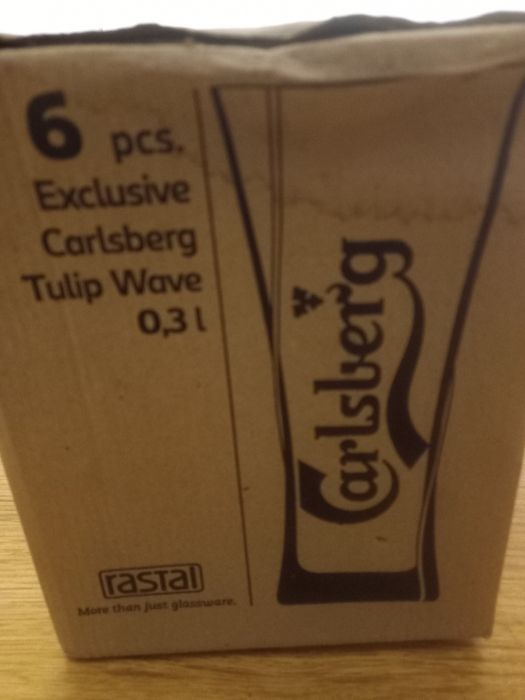 6 pcs.
Exclusive
Carlsberg
Tulip Wave
0,3 l
Carlsberg
rastal
More than just glassware.